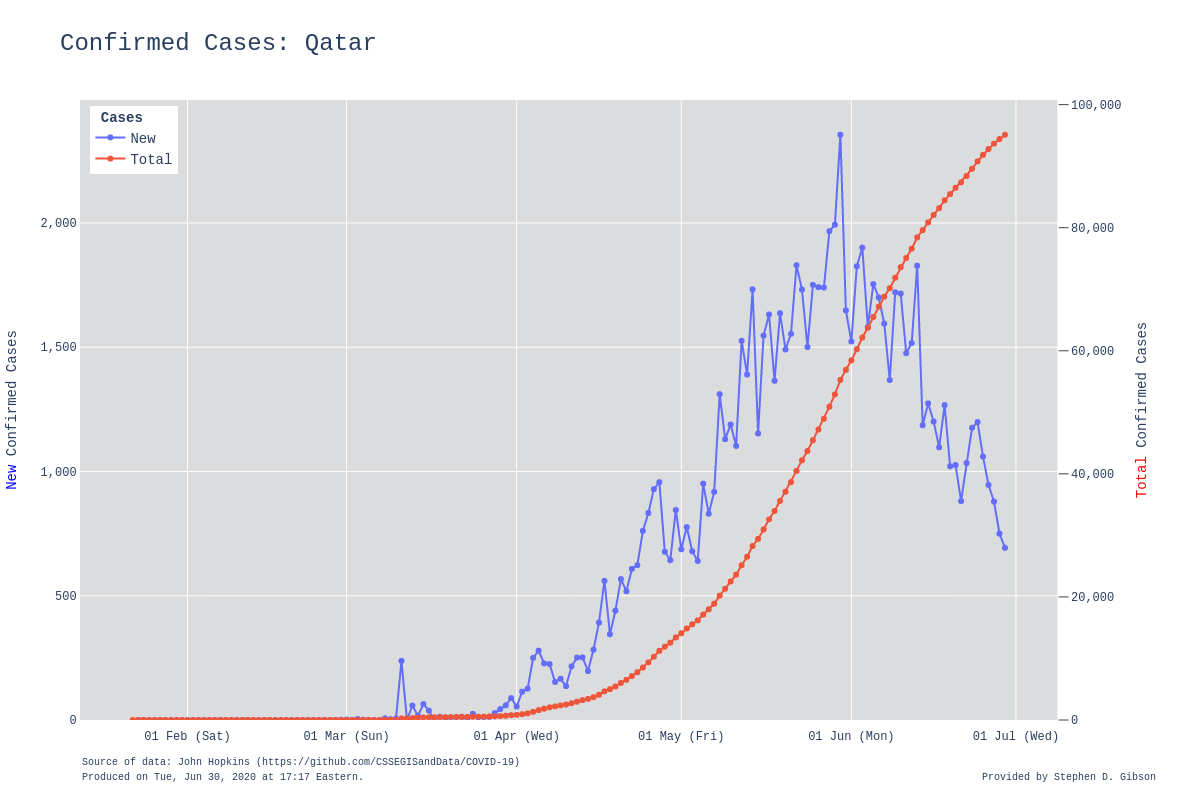 Confirmed Cases: Qatar
Cases
New
Total
100,000
80,000
60,000
40,000
20,000
0
2,000
1,500
1,000
500
0
New Confirmed Cases
Total Confirmed Cases
01 Feb (Sat) 01 Mar (Sun) 01 Apr (Wed) 01 May (Fri) 01 Jun (Mon) 01 Jul (Wed)
Source of data: John Hopkins (https://github.com/CSSEGISandData/COVID-19)
Produced on Tue, Jun 30, 2020 at 17:17 Eastern.
Provided by Stephen D. Gibson